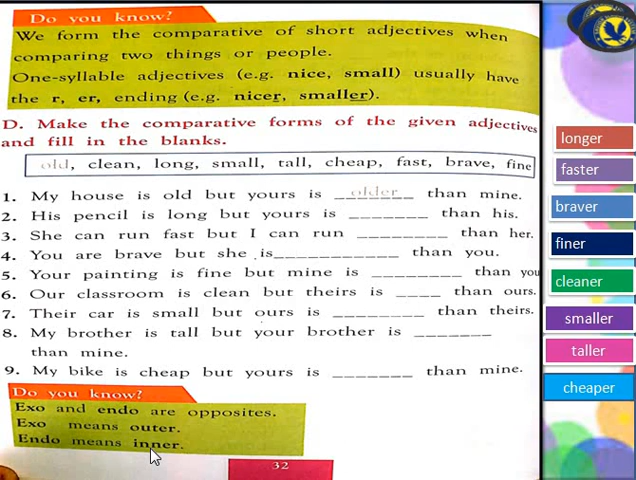 Do you know?
We form the comparative of short adjectives when
comparing two things or people.
One-syllable adjectives (e.g. nice, small) usually have
the r, er, ending (e.g. nicer, smaller).
D. Make the comparative forms of the given adjectives
and fill in the blanks.
old, clean, long, small, tall, cheap, fast, brave, fine
1. My house is old but yours is older than mine.
2. His pencil is long but yours is _______ than his.
3. She can run fast but I can run _______ than her.
4. You are brave but she is___________ than you.
5. Your painting is fine but mine is _______ than you
6. Our classroom is clean but theirs is ____ than ours.
7. Their car is small but ours is ________ than theirs.
8. My brother is tall but your brother is _______
than mine.
9. My bike is cheap but yours is _______ than mine.
Do you know?
Exo and endo are opposites.
Exo means outer.
Endo means inner.
32
longer
faster
braver
finer
cleaner
smaller
taller
cheaper